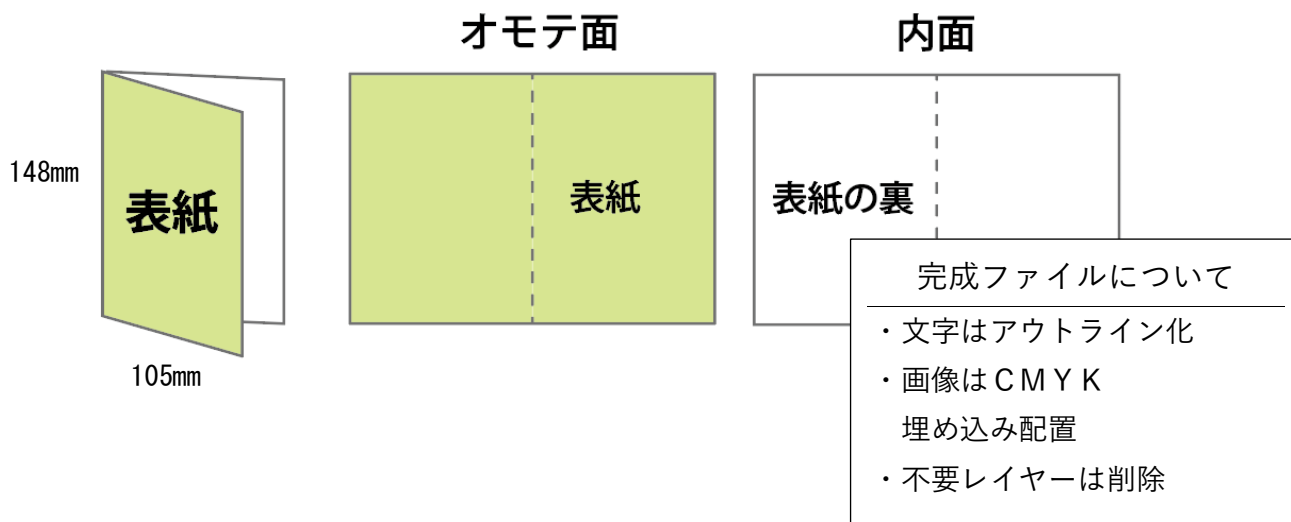 オモテ面
内面
148mm
表紙
105mm
表紙
表紙の裏
完成ファイルについて
・文字はアウトライン化
・画像はＣＭＹＫ
埋め込み配置
・不要レイヤーは削除